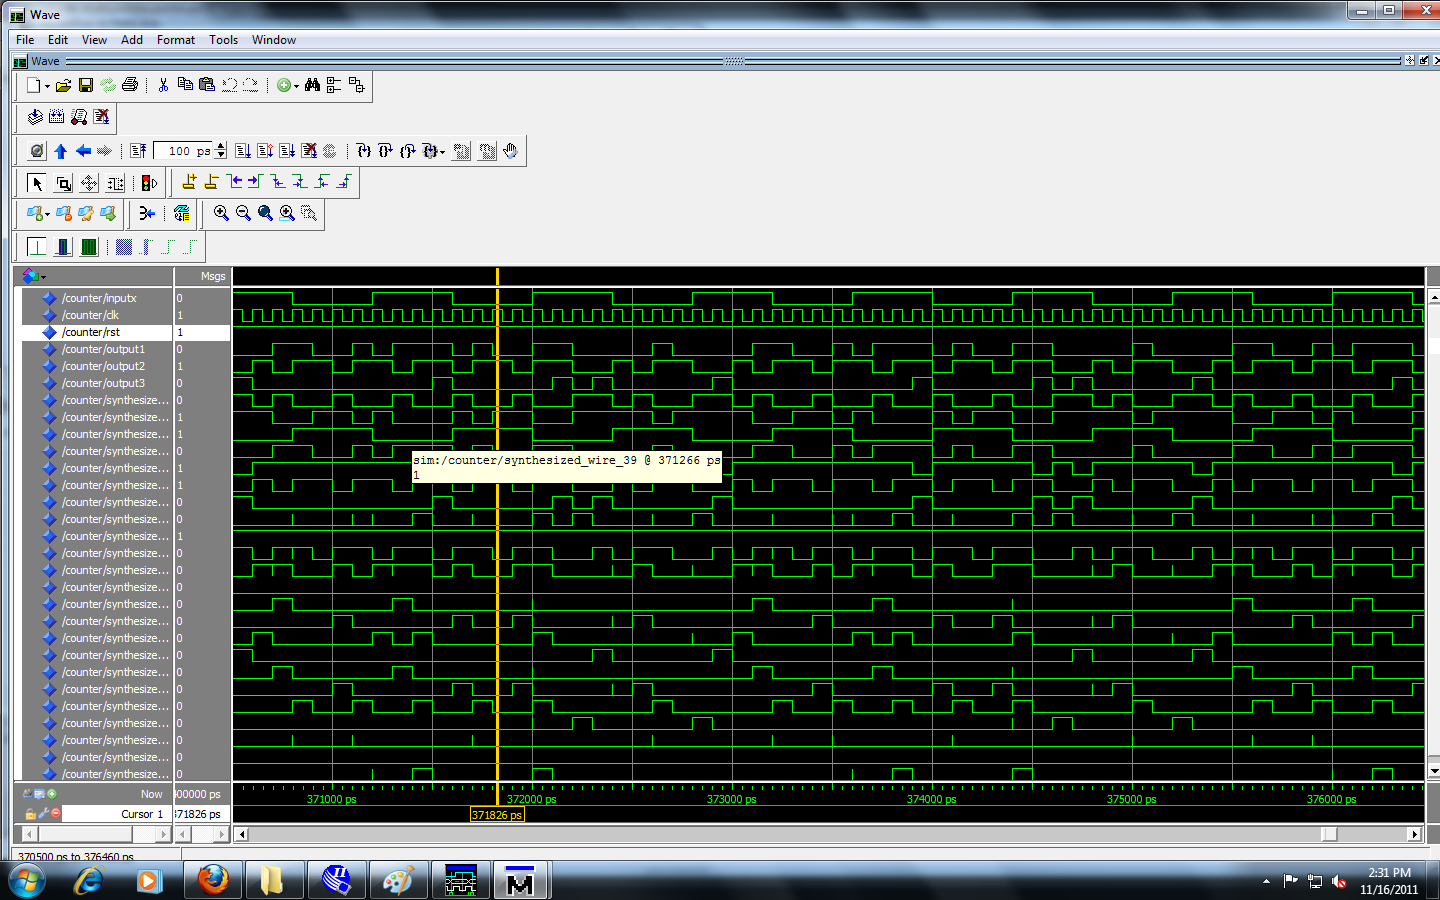 Wave
File Edit View Add Format Tools Window
Wave
100 ps
Msgs
/counter/inputx 0
/counter/clk 1
/counter/rst 1
/counter/output1 0
/counter/output2 1
/counter/output3 0
/counter/synthesize... 0
/counter/synthesize... 1
/counter/synthesize... 1
/counter/synthesize... 0
/counter/synthesize... 1
/counter/synthesize... 1
/counter/synthesize... 0
/counter/synthesize... 0
/counter/synthesize... 1
/counter/synthesize... 0
/counter/synthesize... 0
/counter/synthesize... 0
/counter/synthesize... 0
/counter/synthesize... 0
/counter/synthesize... 0
/counter/synthesize... 0
/counter/synthesize... 0
/counter/synthesize... 0
/counter/synthesize... 0
/counter/synthesize... 0
/counter/synthesize... 0
/counter/synthesize... 0
/counter/synthesize... 0
sim:/counter/synthesized_wire_39 @ 371266 ps
1
Now 00000 ps
371000 ps 372000 ps 373000 ps 374000 ps 375000 ps 376000 ps
Cursor 1 371826 ps
371826 ps
370500 ps to 376460 ps
2:31 PM
11/16/2011